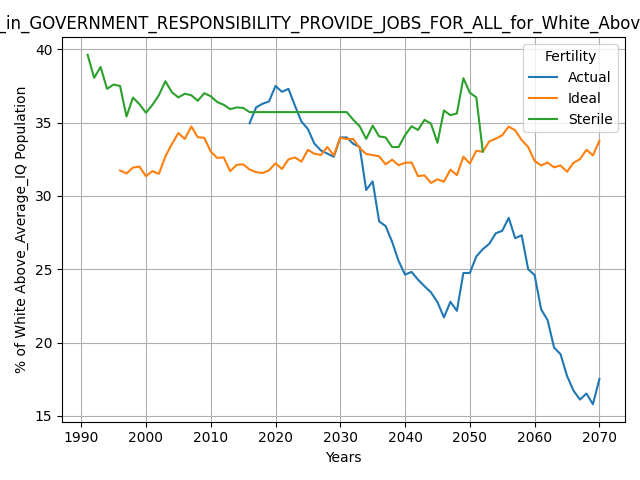 _in_GOVERNMENT_RESPONSIBILITY_PROVIDE_JOBS_FOR_ALL_for_White_Abov
% of White Above_Average_IQ Population
40
35
30
25
20
15
Fertility
Actual
Ideal
Sterile
1990 2000 2010 2020 2030 2040 2050 2060 2070
Years